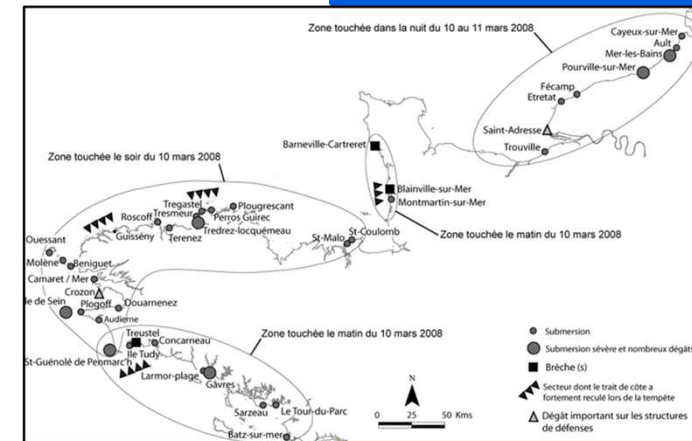 Zone touchée dans la nuit du 10 au 11 mars 2008
Cayeux-sur-Mer
Ault
Mer-les-Bains
Pourville-sur-Mer
Fécamp
Etretat
Saint-Adresse
Trouville
Barneville-Cartreret
Zone touchée le soir du 10 mars 2008
Blainville-sur-Mer
Montmartin-sur-Mer
Tregastel
Plougrescant
Roscoff
Tresmeur
Perros Guirec
Guissény
Terenez
Tredrez-locquémeau
St-Malo
St-Coulomb
Zone touchée le matin du 10 mars 2008
Ouessant
Molène
Beniguet
Camaret / Mer
Crozon
le de Sein
Plogoff
Douarnenez
Audierne
Treustel
Concarneau
Zone touchée le matin du 10 mars 2008
St-Guénolé de Penmarc'h
Ile Tudy
Larmor-plage
Gâvres
Sarzeau
Le Tour-du-Parc
Batz-sur-mer
N
0 25 50 Kms
Submersion
Submersion sévère et nombreux dégâts
Brèche (s)
Secteur dont le trait de côte a
fortement reculé lors de la tempête
Dégât important sur les structures
de défenses